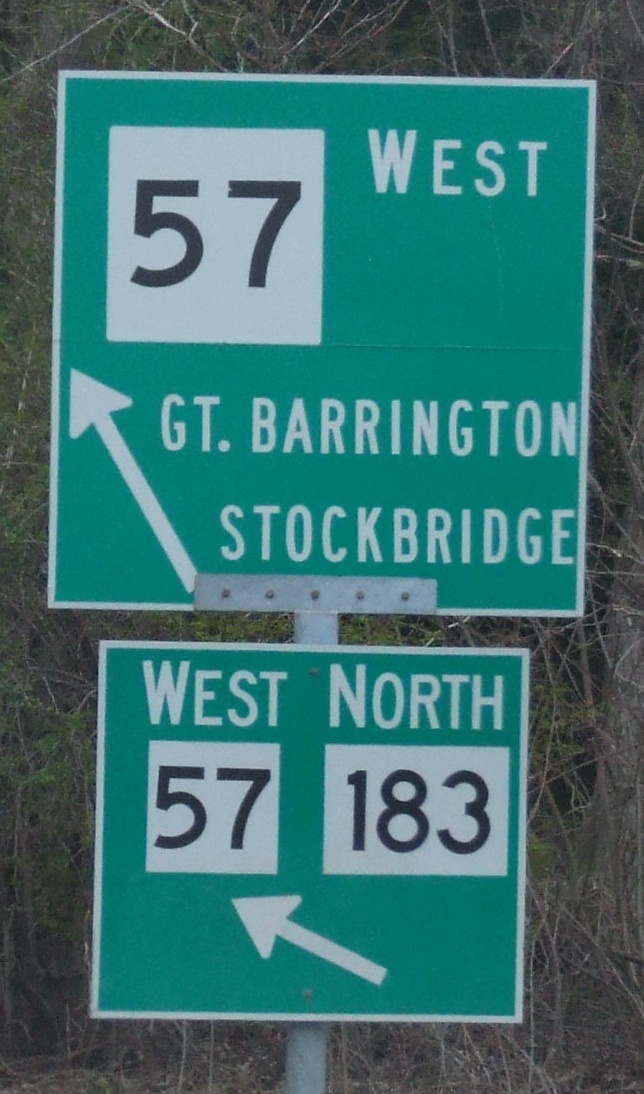 57 WEST
GT. BARRINGTON
STOCKBRIDGE
WEST NORTH
57 183